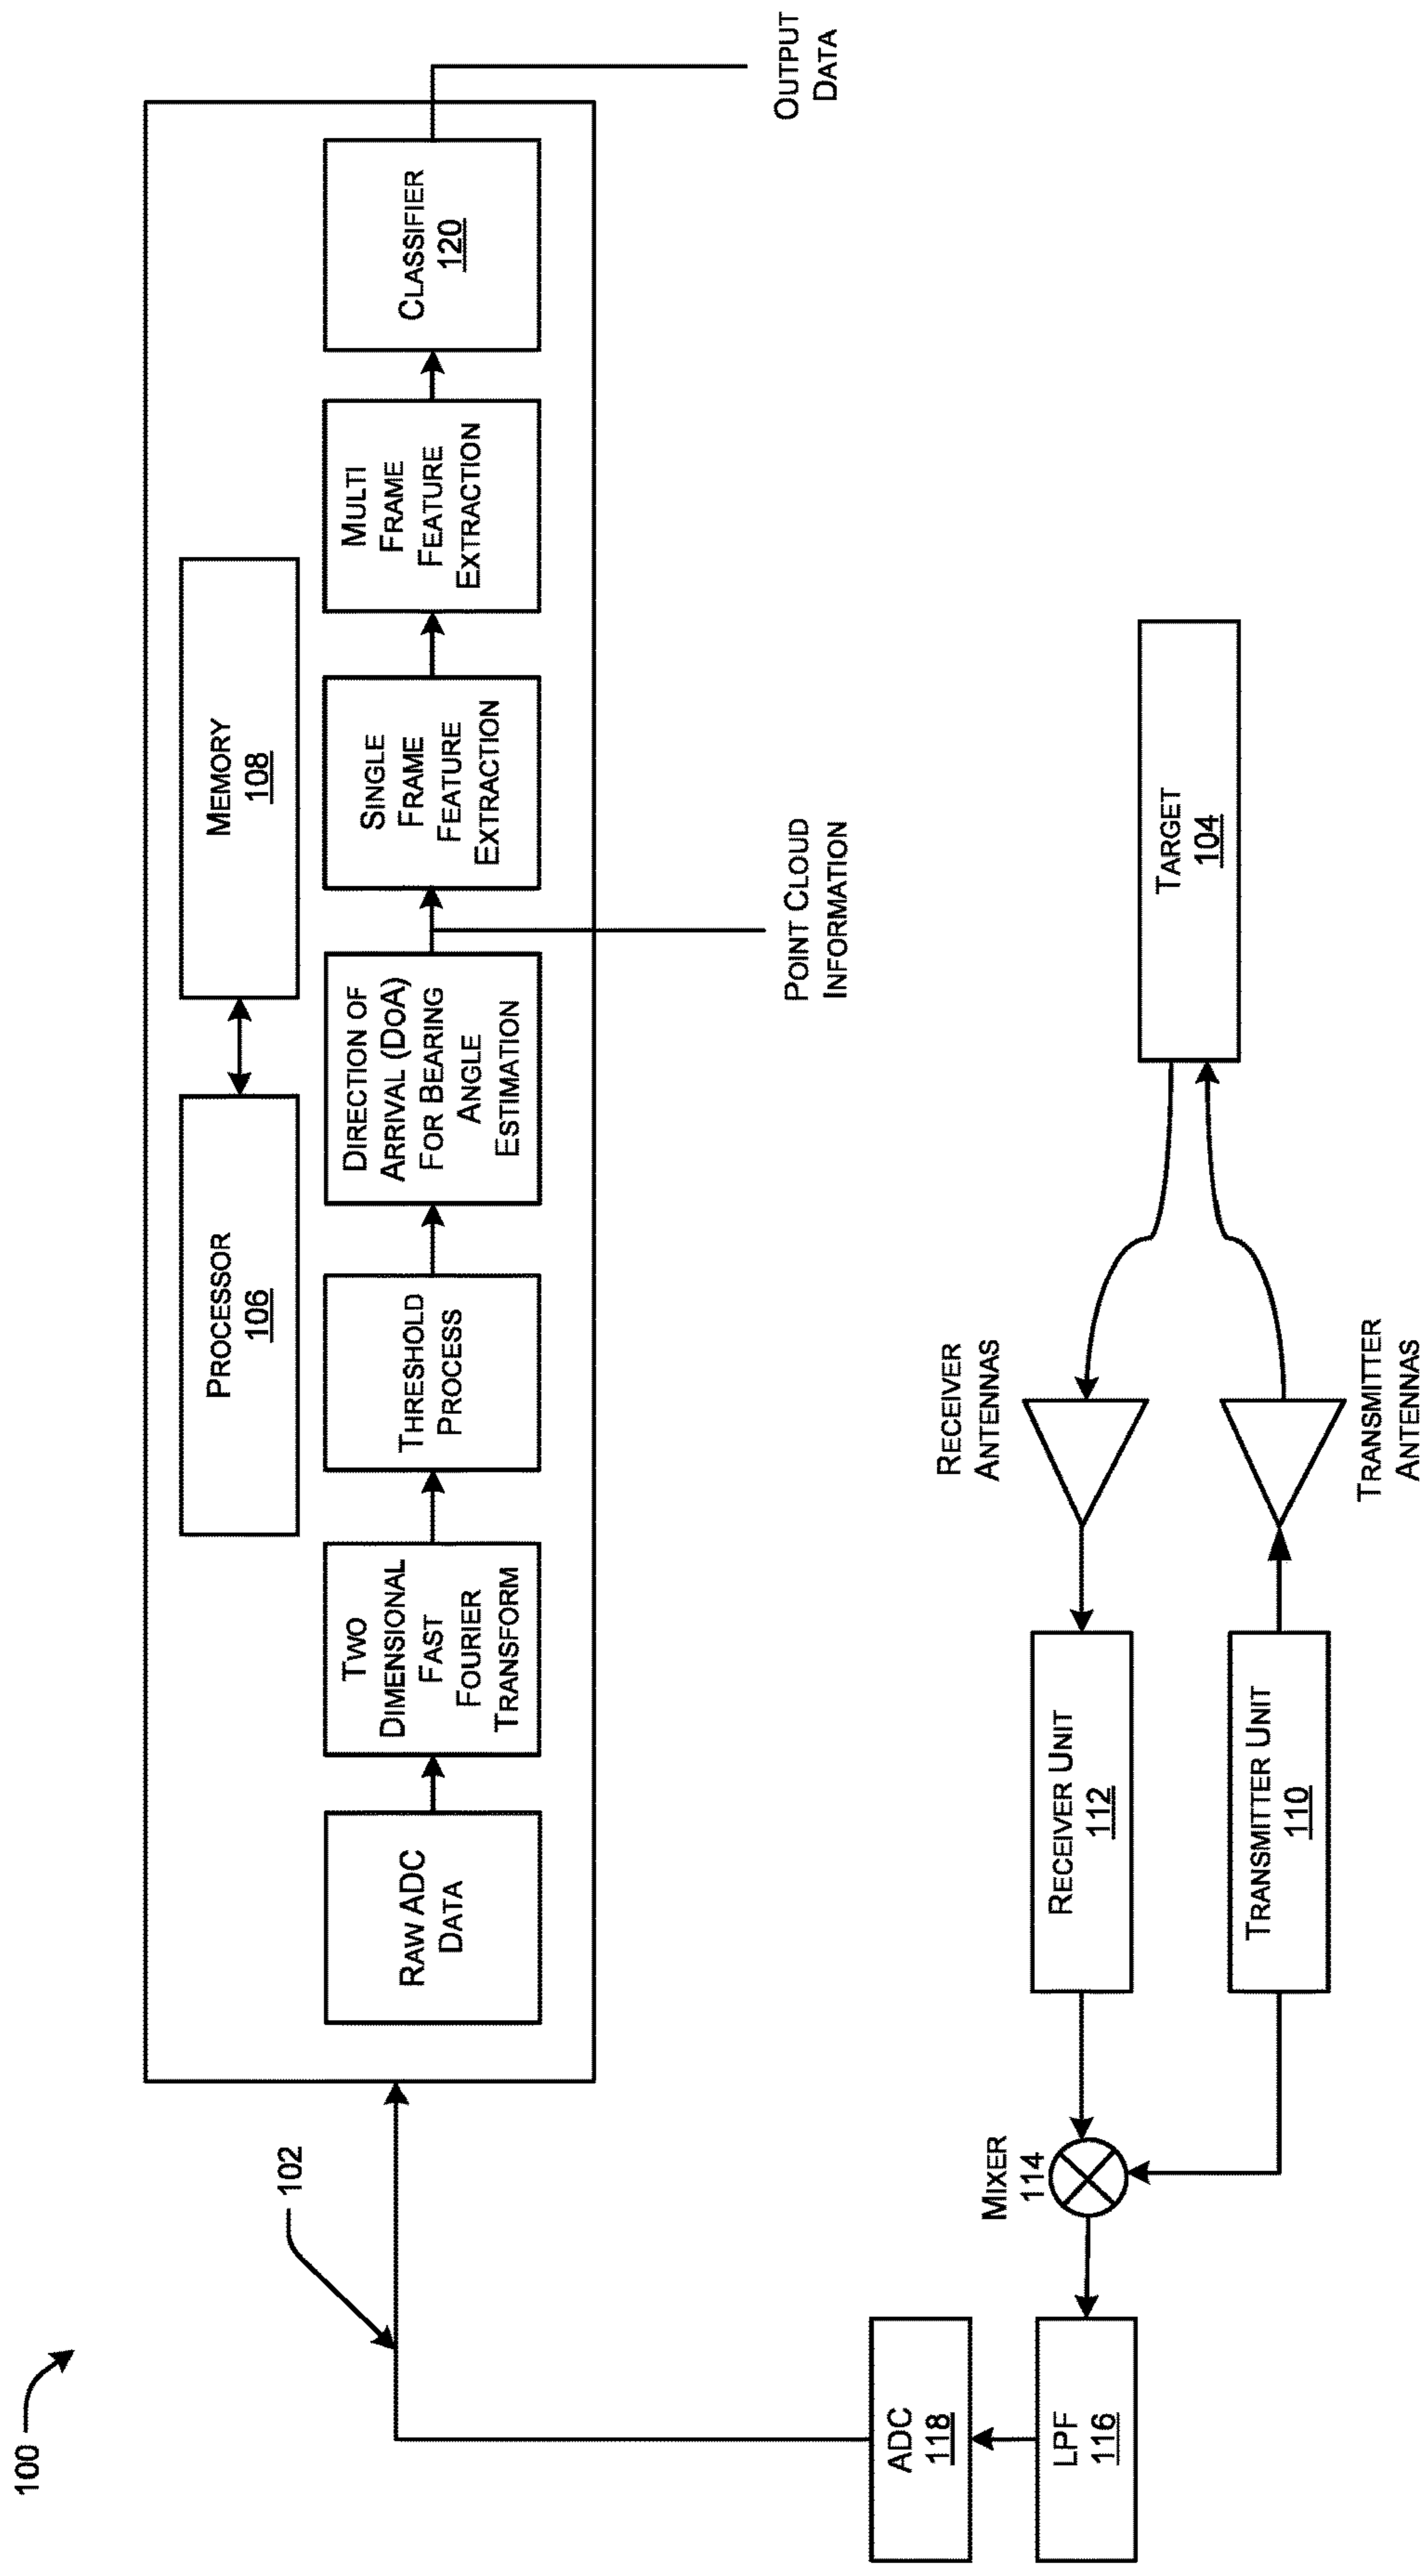 100
102
PROCESSOR
106
MEMORY
108
RAW ADC
DATA
TWO
DIMENSIONAL
FAST
FOURIER
TRANSFORM
THRESHOLD
PROCESS
DIRECTION OF
ARRIVAL (DOA)
FOR BEARING
ANGLE
ESTIMATION
SINGLE
FRAME
FEATURE
EXTRACTION
MULTI
FRAME
FEATURE
EXTRACTION
CLASSIFIER
120
OUTPUT
DATA
POINT CLOUD
INFORMATION
ADC
118
LPF
116
MIXER
114
RECEIVER UNIT
112
TRANSMITTER UNIT
110
RECEIVER
ANTENNAS
TRANSMITTER
ANTENNAS
TARGET
104